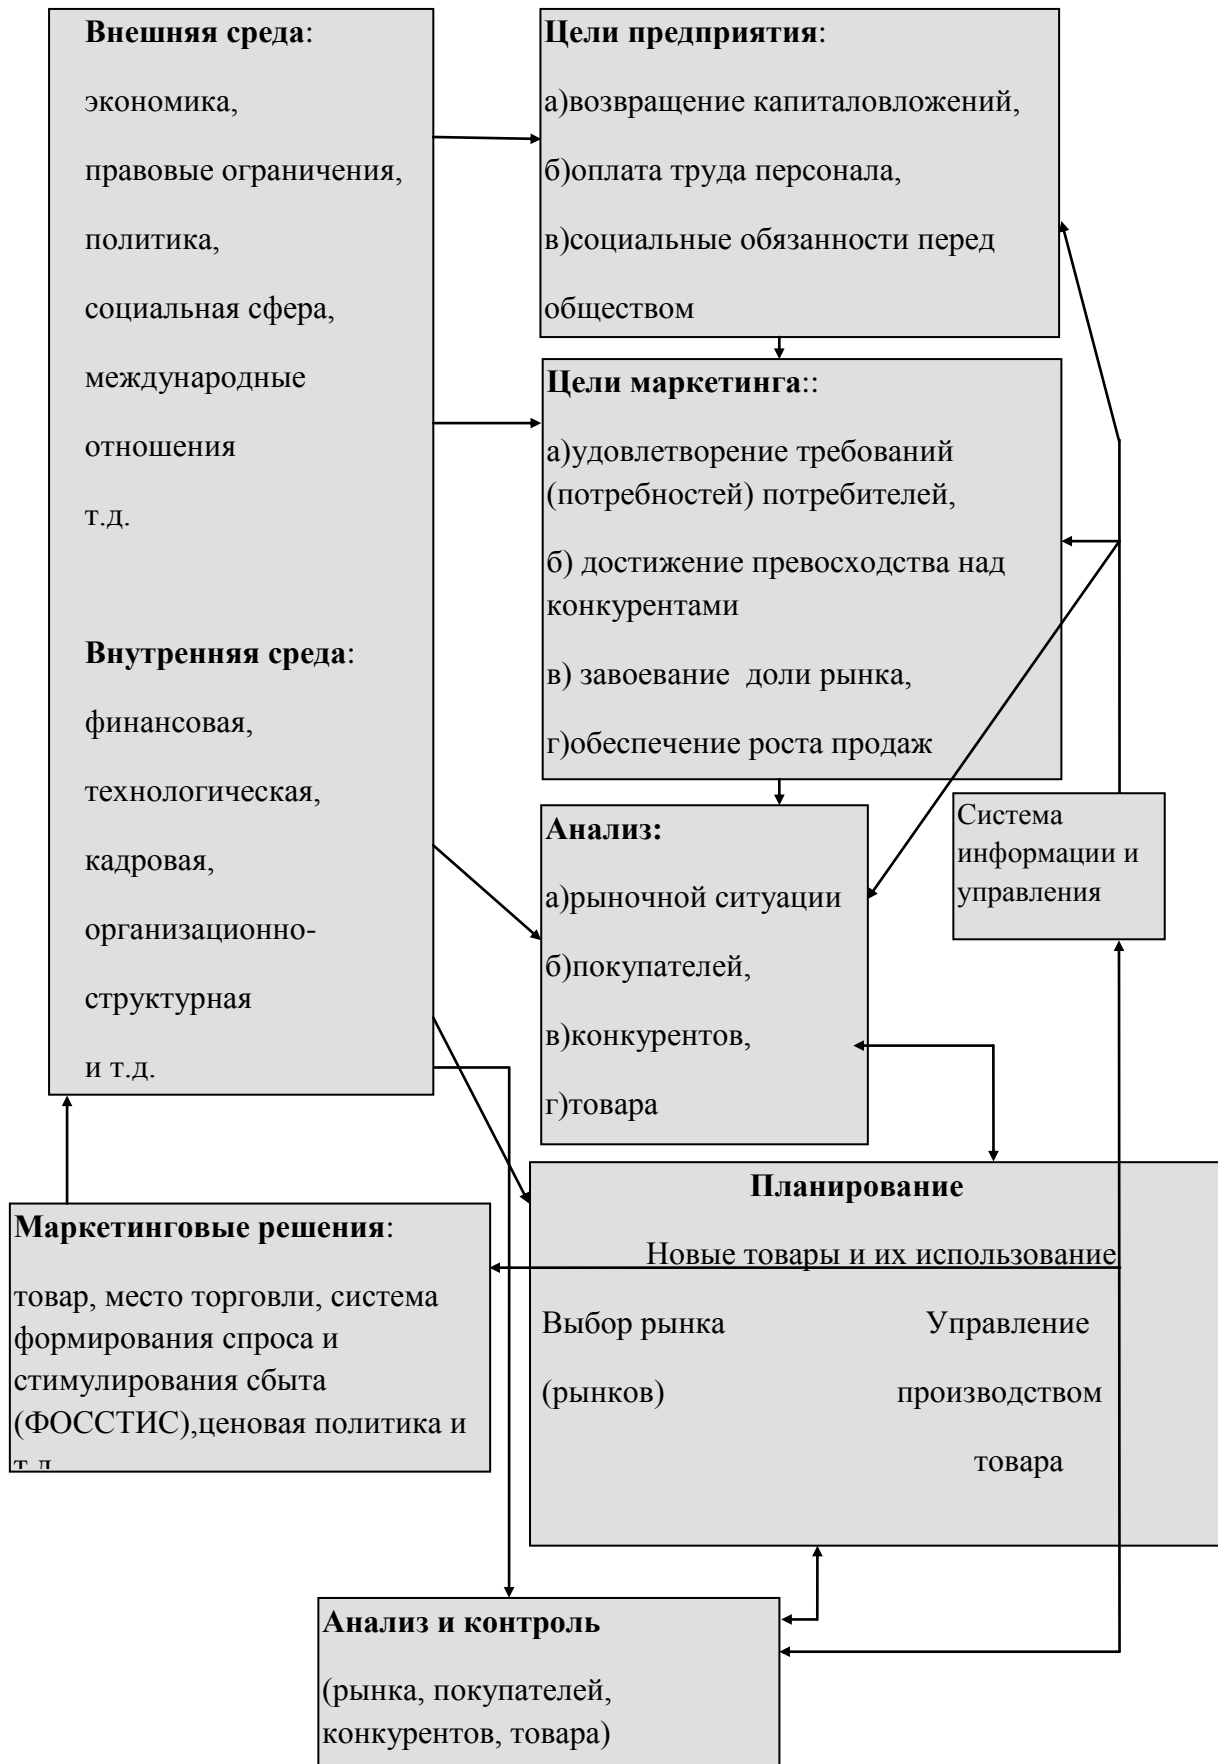 Внешняя среда:
экономика,
правовые ограничения,
политика,
социальная сфера,
международные
отношения
т.д.
Внутренняя среда:
финансовая,
технологическая,
кадровая,
организационно-
структурная
и т.д.
Цели предприятия:
а)возвращение капиталовложений,
б)оплата труда персонала,
в)социальные обязанности перед
обществом
Цели маркетинга::
а)удовлетворение требований
(потребностей) потребителей,
б) достижение превосходства над
конкурентами
в) завоевание доли рынка,
г)обеспечение роста продаж
Анализ:
а)рыночной ситуации
б)покупателей,
в)конкурентов,
г)товара
Система
информации и
управления
Планирование
Новые товары и их использование
Выбор рынка
(рынков)
Управление
производством
товара
Маркетинговые решения:
товар, место торговли, система
формирования спроса и
стимулирования сбыта
(ФОССТИС),ценовая политика и
т.д
Анализ и контроль
(рынка, покупателей,
конкурентов, товара)